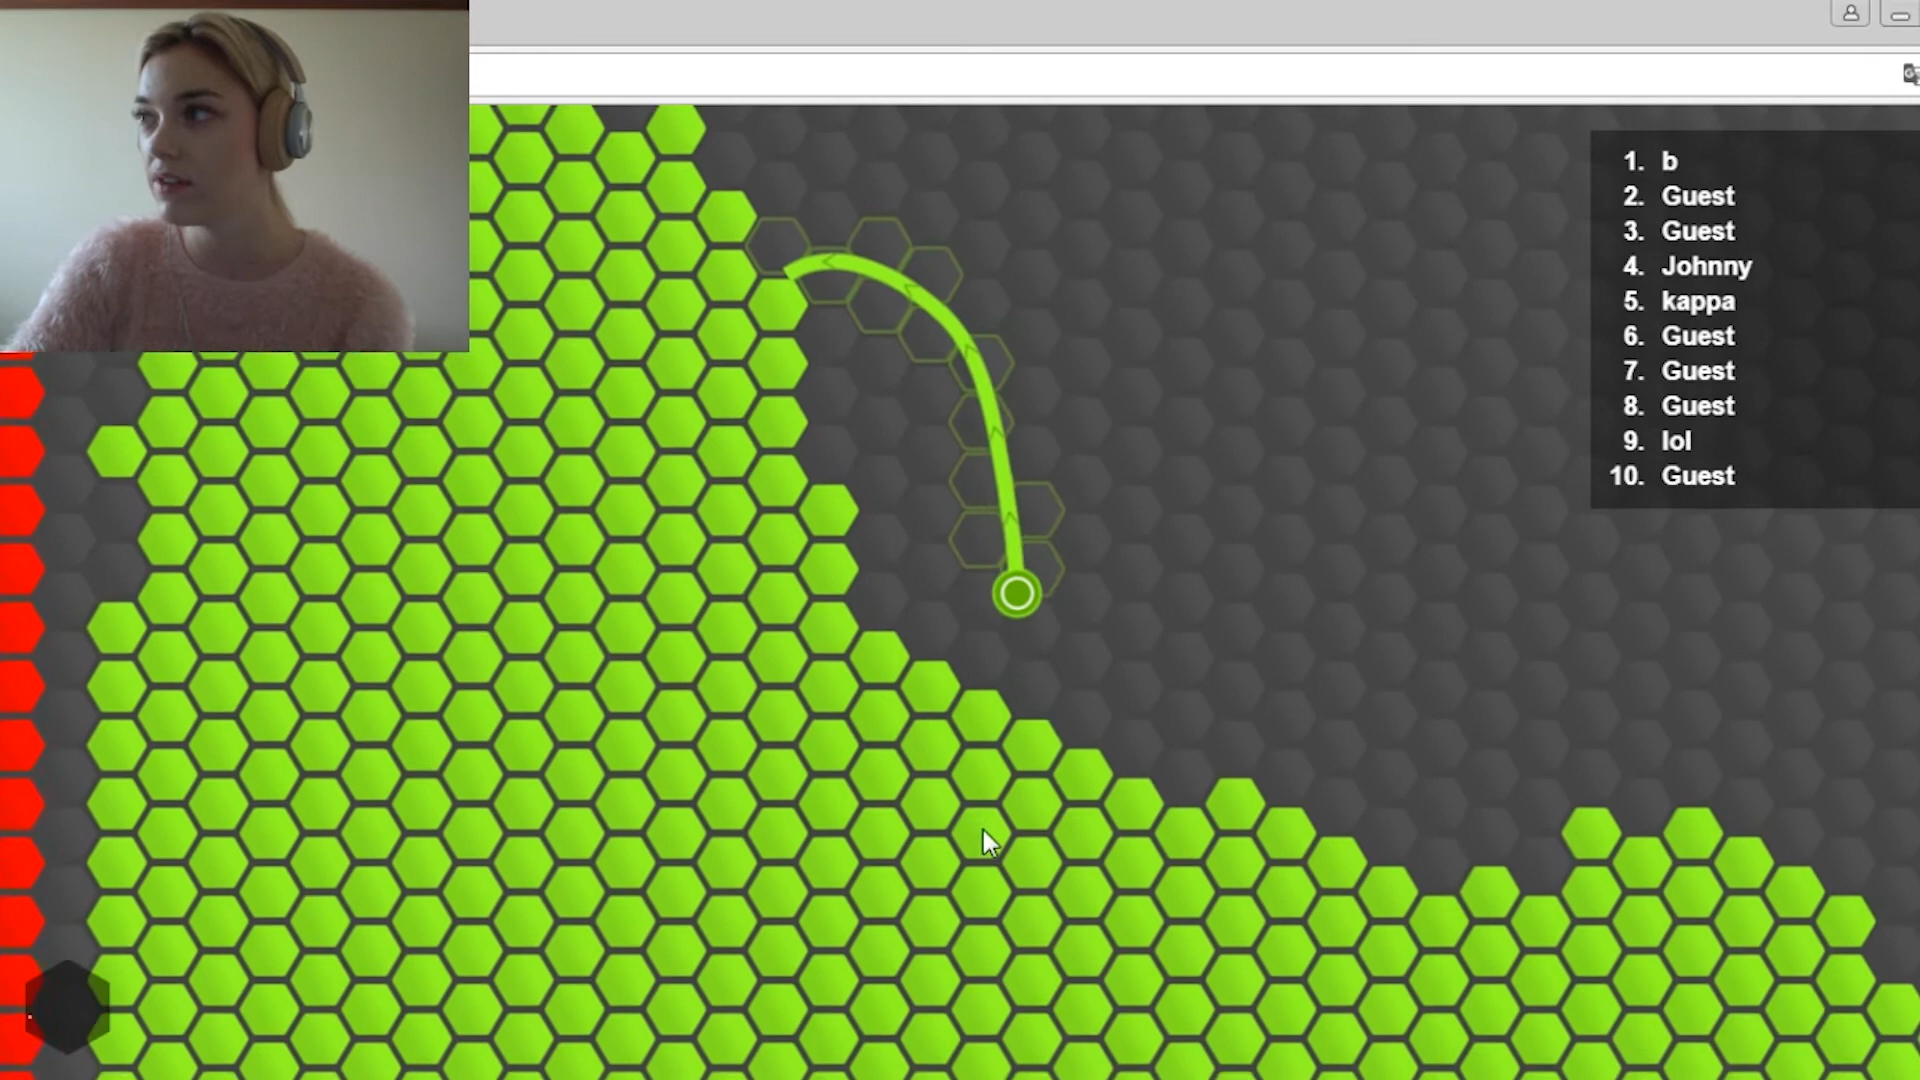 1. b
2. Guest
3. Guest
4. Johnny
5. kappa
6. Guest
7. Guest
8. Guest
9. lol
10. Guest